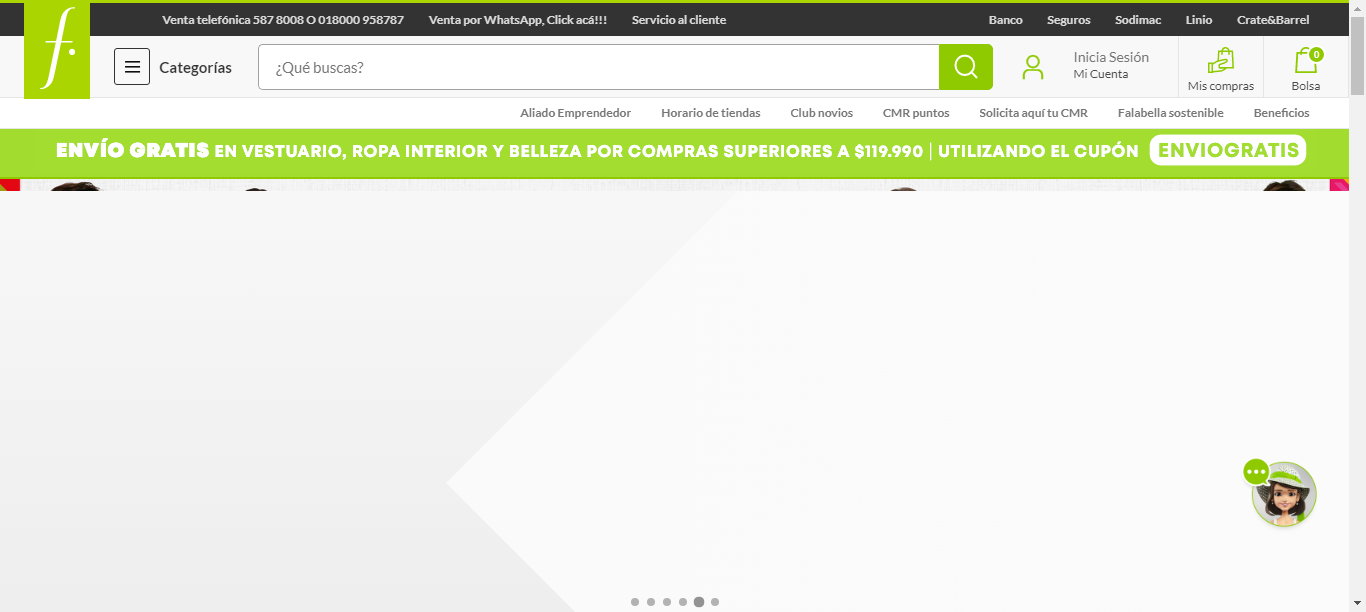 Venta telefónica 587 8008 O 018000 958787 Venta por WhatsApp, Click acá!!! Servicio al cliente Banco Seguros Sodimac Linio Crate&Barrel
f.
Categorías
¿Qué buscas?
Inicia Sesión
Mi Cuenta
Mis compras
0
Bolsa
Aliado Emprendedor Horario de tiendas Club novios CMR puntos Solicita aquí tu CMR Falabella sostenible Beneficios
ENVÍO GRATIS EN VESTUARIO, ROPA INTERIOR Y BELLEZA POR COMPRAS SUPERIORES A $119.990 | UTILIZANDO EL CUPÓN ENVIOGRATIS